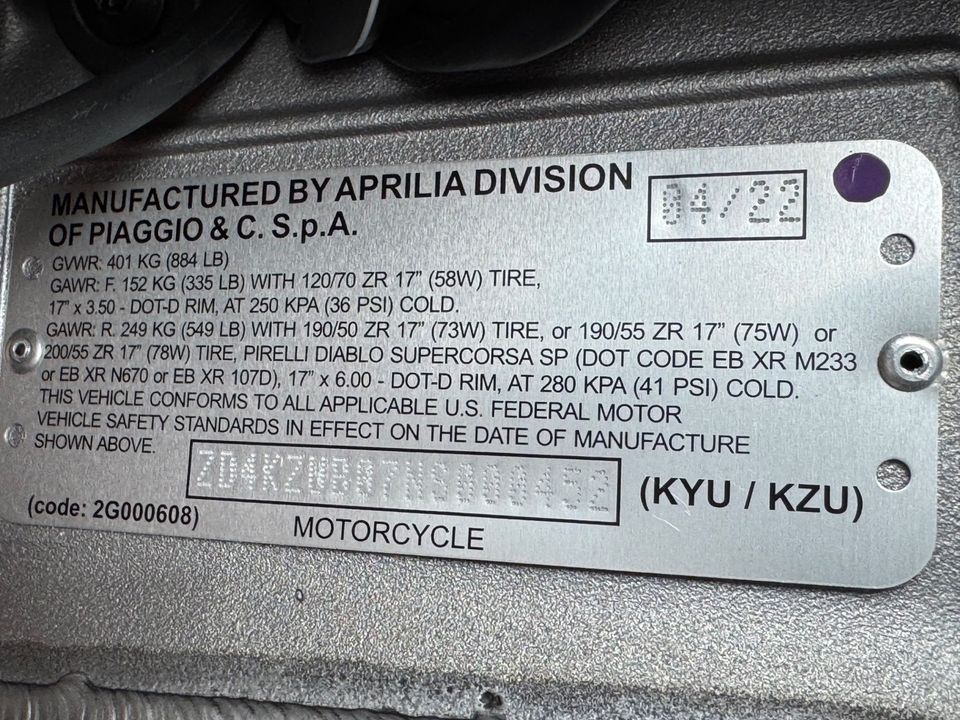 MANUFACTURED BY APRILIA DIVISION
OF PIAGGIO & C. S.p.A.
04/22
GVWR: 401 KG (884 LB)
GAWR: F. 152 KG (335 LB) WITH 120/70 ZR 17" (58W) TIRE,
17" x 3.50 - DOT-D RIM, AT 250 KPA (36 PSI) COLD.
GAWR: R. 249 KG (549 LB) WITH 190/50 ZR 17" (73W) TIRE, or 190/55 ZR 17" (75W) or
200/55 ZR 17" (78W) TIRE, PIRELLI DIABLO SUPERCORSA SP (DOT CODE EB XR M233
or EB XR N670 or EB XR 107D), 17" x 6.00 - DOT-D RIM, AT 280 KPA (41 PSI) COLD.
THIS VEHICLE CONFORMS TO ALL APPLICABLE U.S. FEDERAL MOTOR
VEHICLE SAFETY STANDARDS IN EFFECT ON THE DATE OF MANUFACTURE
SHOWN ABOVE.
ZD4KZUB07NS000452
(KYU / KZU)
(code: 2G000608)
MOTORCYCLE